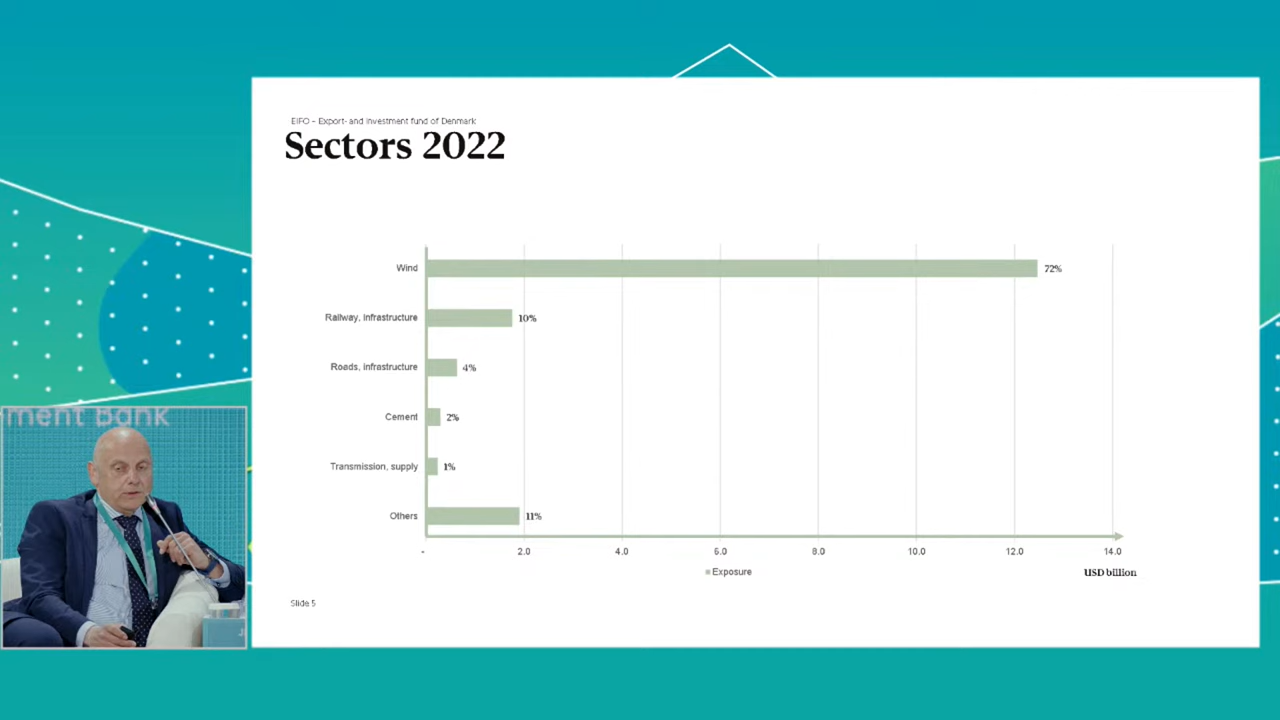 EIFO – Export- and Investment fund of Denmark
Sectors 2022
Wind 72%
Railway, infrastructure 10%
Roads, infrastructure 4%
Cement 2%
Transmission, supply 1%
Others 11%
- 2.0 4.0 6.0 8.0 10.0 12.0 14.0
Exposure
USD billion
Slide 5
ment Bank